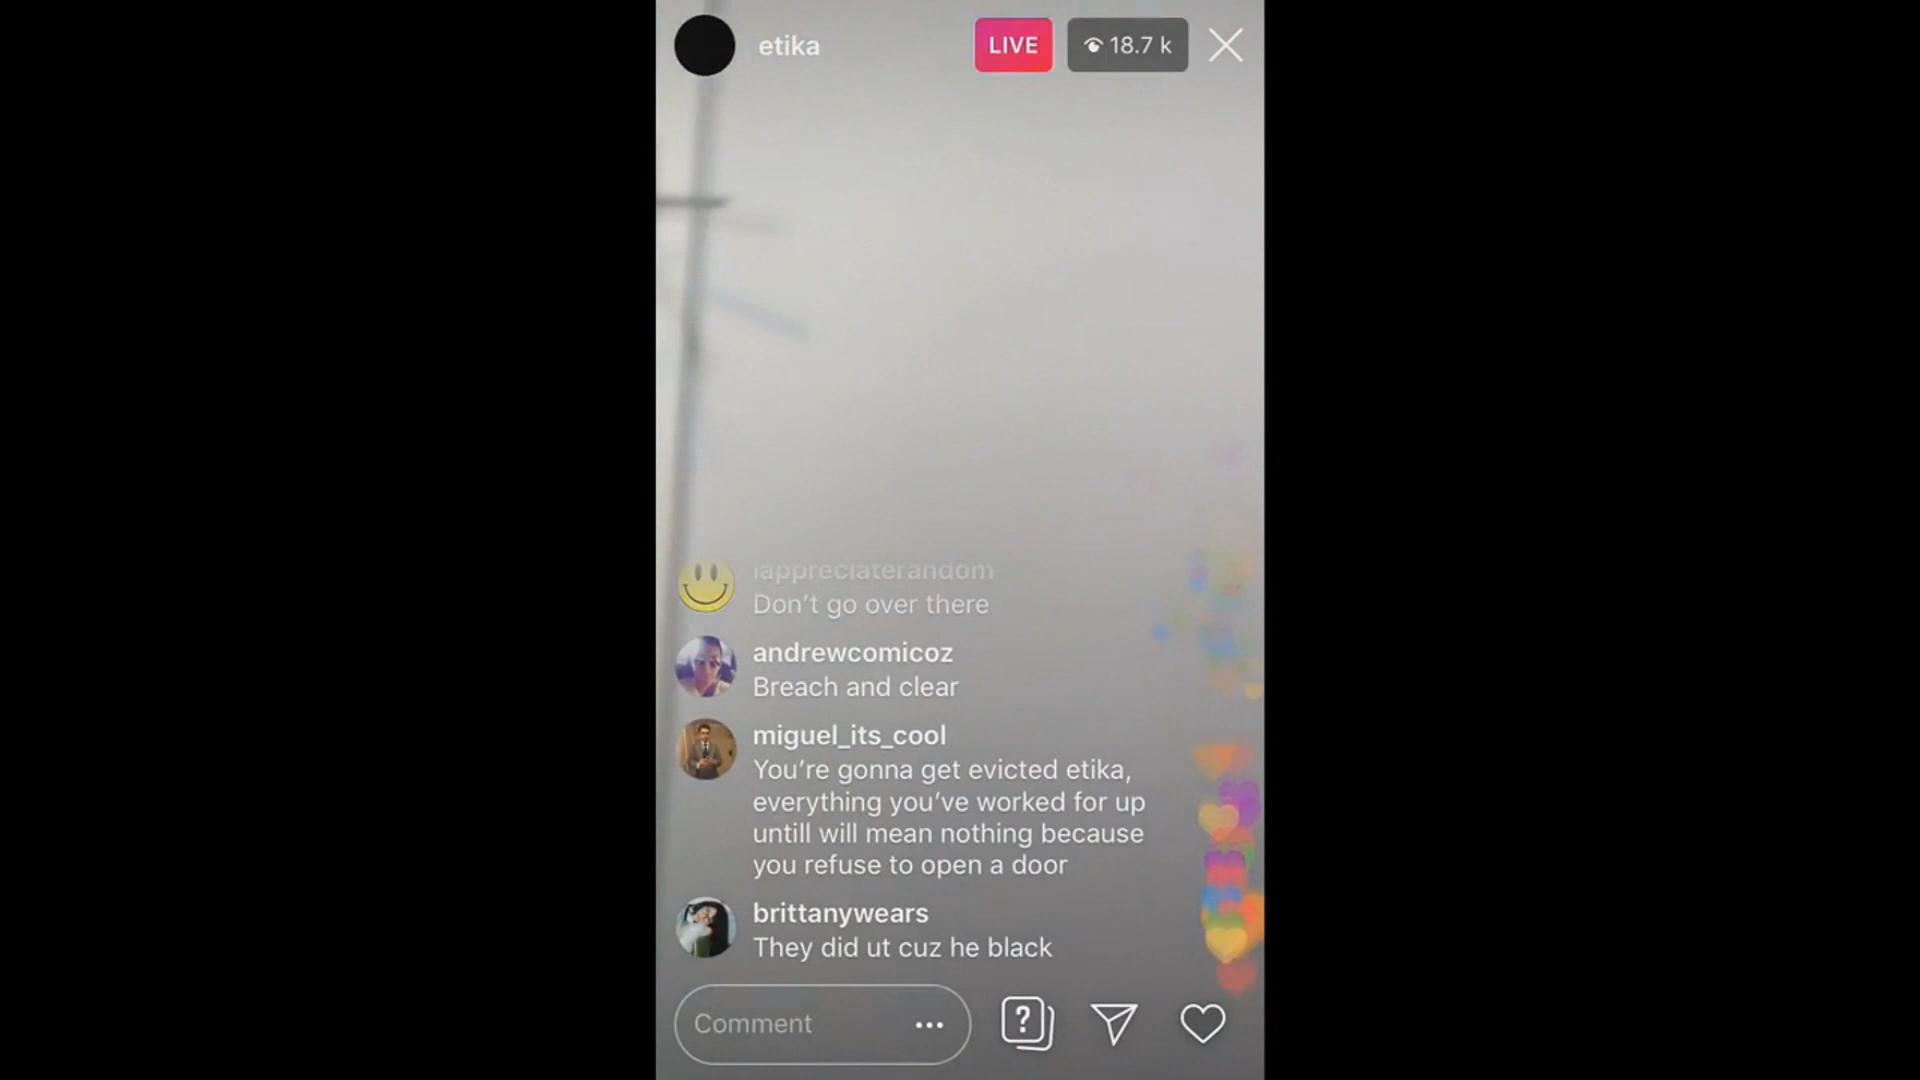 etika
LIVE
18.7 k
iappreciaterandom
Don't go over there
andrewcomicoz
Breach and clear
miguel_its_cool
You're gonna get evicted etika,
everything you've worked for up
untill will mean nothing because
you refuse to open a door
brittanywears
They did ut cuz he black
Comment